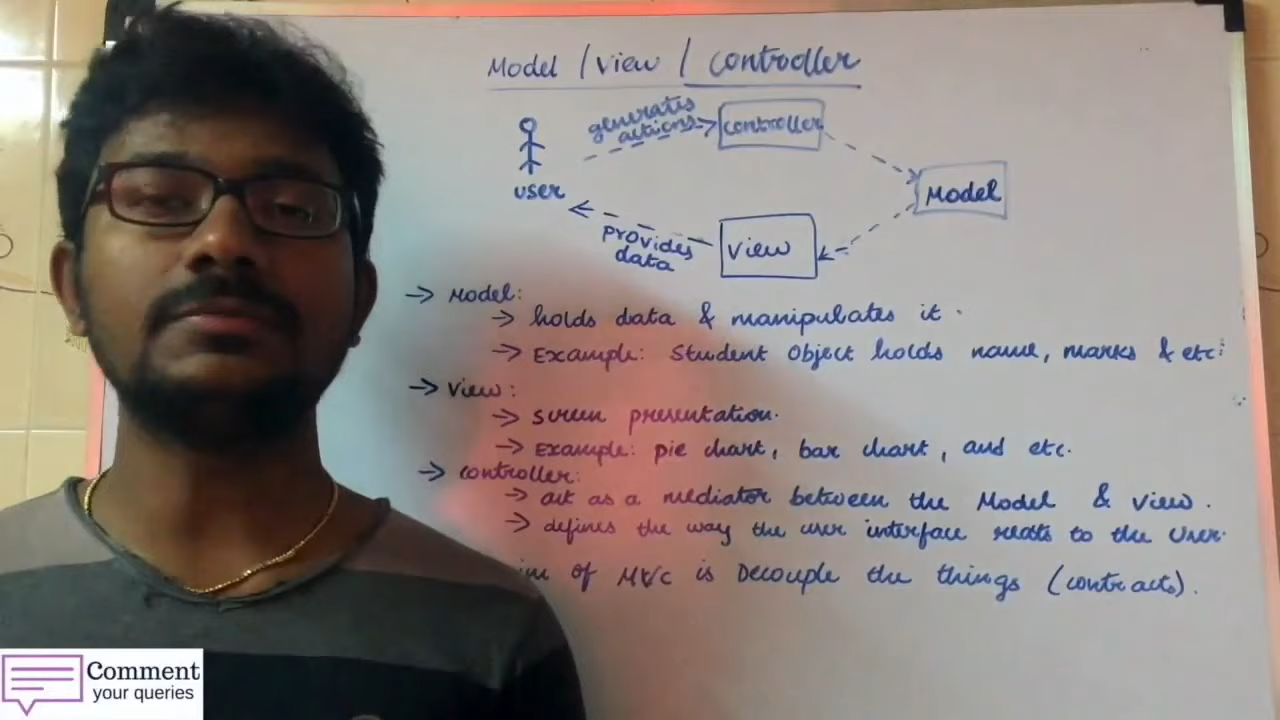 Model / View / Controller
generates
actions
controller
user
Model
provides
data
view
→ Model:
→ holds data & manipulates it.
→ Example: Student Object holds name, marks & etc:
→ View:
→ screen presentation.
→ Example: pie chart, bar chart, and etc.
→ controller:
→ act as a mediator between the Model & view.
→ defines the way the user interface reacts to the user.
of MVC is Decouple the things (contracts).
Comment
your queries